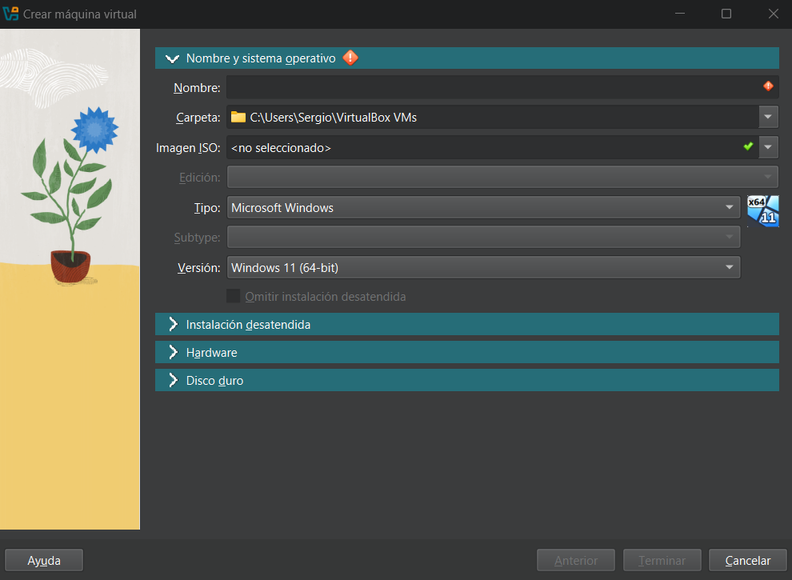 Crear máquina virtual
Nombre y sistema operativo
Nombre:
Carpeta: C:\Users\Sergio\VirtualBox VMs
Imagen ISO: <no seleccionado>
Edición:
Tipo: Microsoft Windows
x64
11
Subtype:
Versión: Windows 11 (64-bit)
Omitir instalación desatendida
Instalación desatendida
Hardware
Disco duro
Ayuda Anterior Terminar Cancelar